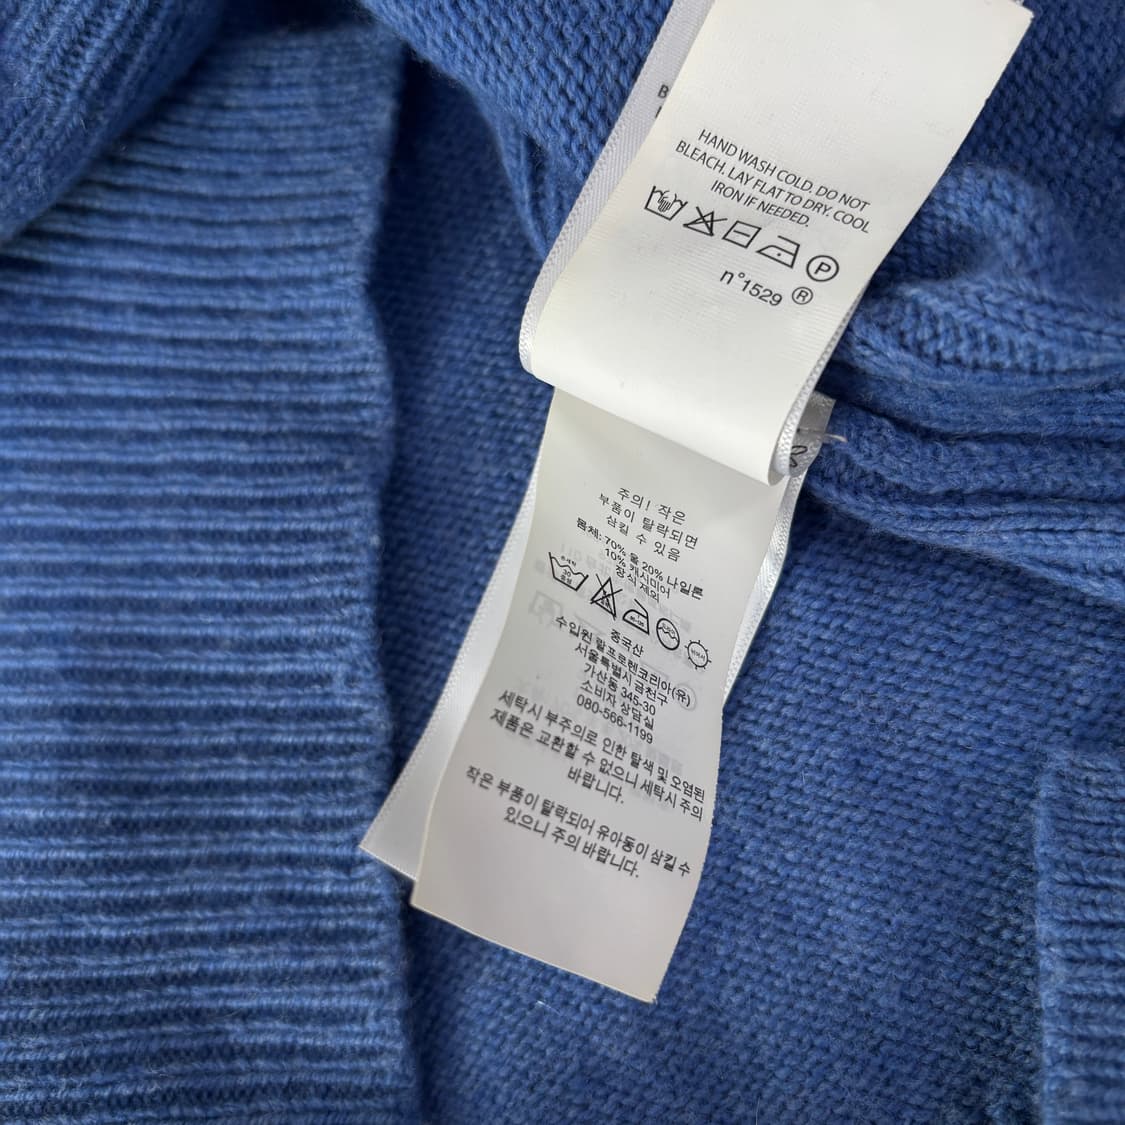 HAND WASH COLD. DO NOT
BLEACH. LAY FLAT TO DRY. COOL
IRON IF NEEDED.
P
n°1529 ®
주의! 작은
부품이 탈락되면
삼킬 수 있음
몸체: 70% 울 20% 나일론
10% 캐시미어
장식 제외
중국산
수입원 랄프로렌코리아(유)
서울특별시 금천구
가산동 345-30
소비자 상담실
080-566-1199
세탁시 부주의로 인한 탈색 및 오염된
제품은 교환할 수 없으니 세탁시 주의
바랍니다.
작은 부품이 탈락되어 유아동이 삼킬 수
있으니 주의 바랍니다.